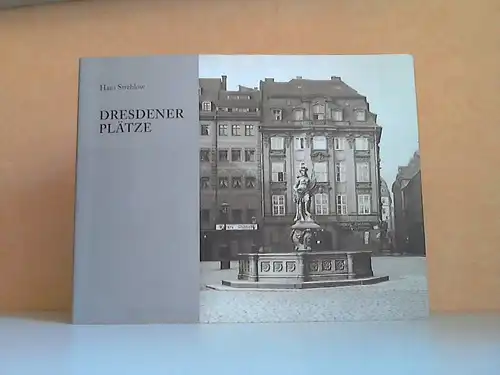 Hans Strehlow
DRESDENER
PLÄTZE